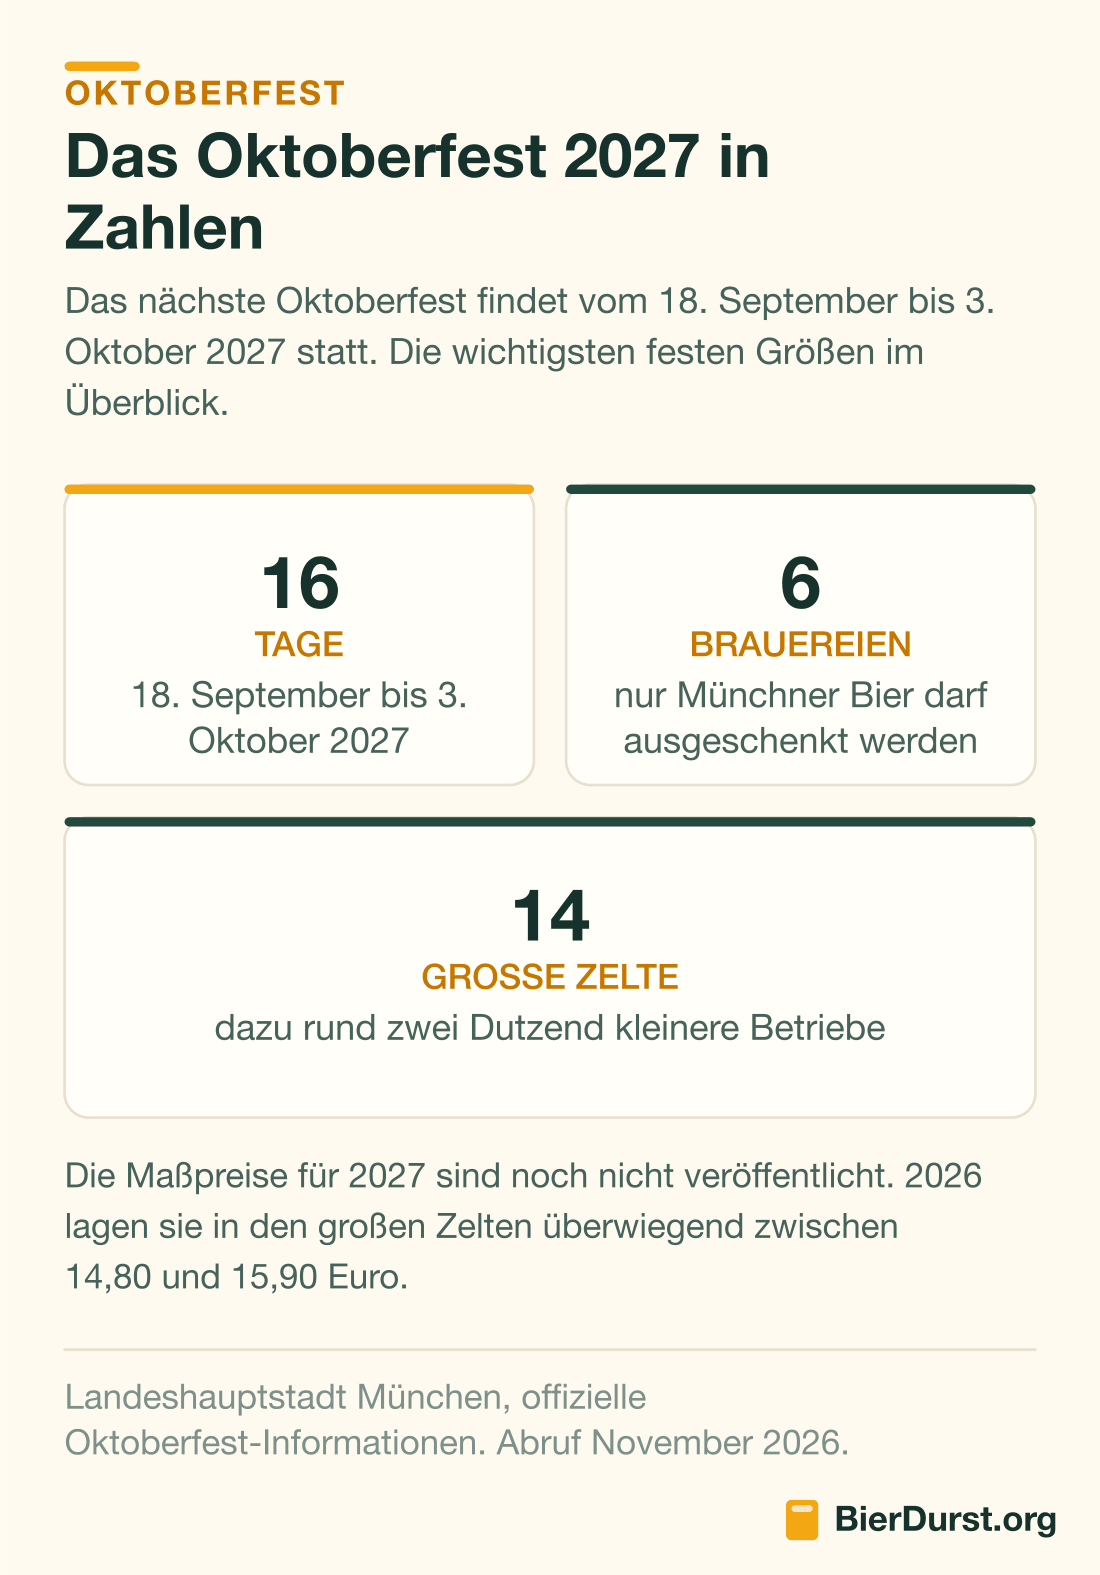 OKTOBERFEST
Das Oktoberfest 2027 in
Zahlen
Das nächste Oktoberfest findet vom 18. September bis 3.
Oktober 2027 statt. Die wichtigsten festen Größen im
Überblick.
16
TAGE
18. September bis 3.
Oktober 2027
6
BRAUEREIEN
nur Münchner Bier darf
ausgeschenkt werden
14
GROSSE ZELTE
dazu rund zwei Dutzend kleinere Betriebe
Die Maßpreise für 2027 sind noch nicht veröffentlicht. 2026
lagen sie in den großen Zelten überwiegend zwischen
14,80 und 15,90 Euro.
Landeshauptstadt München, offizielle
Oktoberfest-Informationen. Abruf November 2026.
BierDurst.org